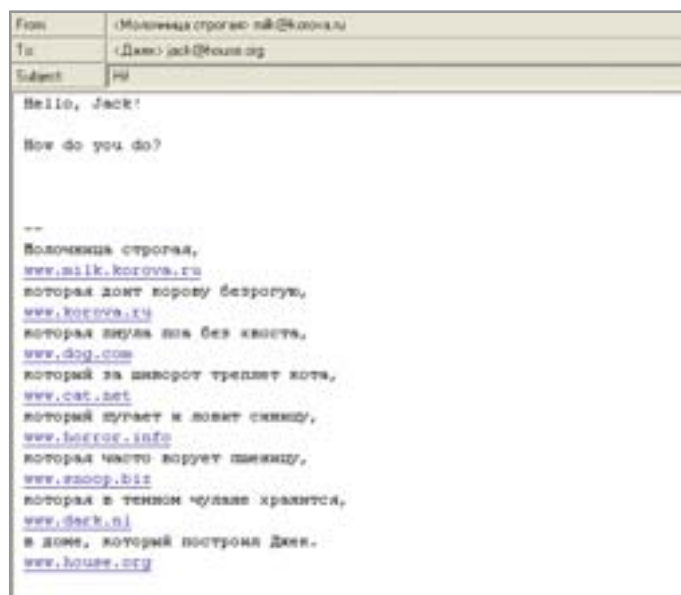 From <Молочница строгая> milk@korova.ru
To <Джек> jack@house.org
Subject Hi!
Hello, Jack!
How do you do?
--
Молочница строгая,
www.milk.korova.ru
которая доит корову безрогую,
www.korova.ru
которая пнула пса без хвоста,
www.dog.com
который за шиворот треплет кота,
www.cat.net
который пугает и ловит синицу,
www.horror.info
которая часто ворует пшеницу,
www.snoop.biz
которая в темном чулане хранится,
www.dark.nl
в доме, который построил Джек.
www.house.org